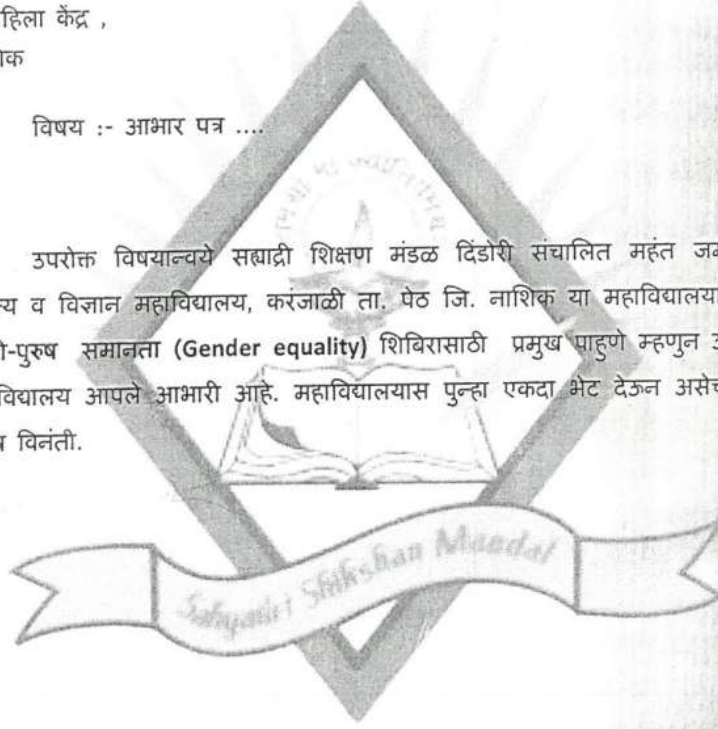 हिला केंद्र ,
ोक
विषय :- आभार पत्र ....
उपरोक्त विषयान्वये सह्याद्री शिक्षण मंडळ दिंडोरी संचालित महंत जम
न्य व विज्ञान महाविद्यालय, करंजाळी ता. पेठ जि. नाशिक या महाविद्यालया
ी-पुरुष समानता (Gender equality) शिबिरासाठी प्रमुख पाहुणे म्हणुन उ
विद्यालय आपले आभारी आहे. महाविद्यालयास पुन्हा एकदा भेट देऊन असेच
विनंती.
Sahyadri Shikshan Mandal